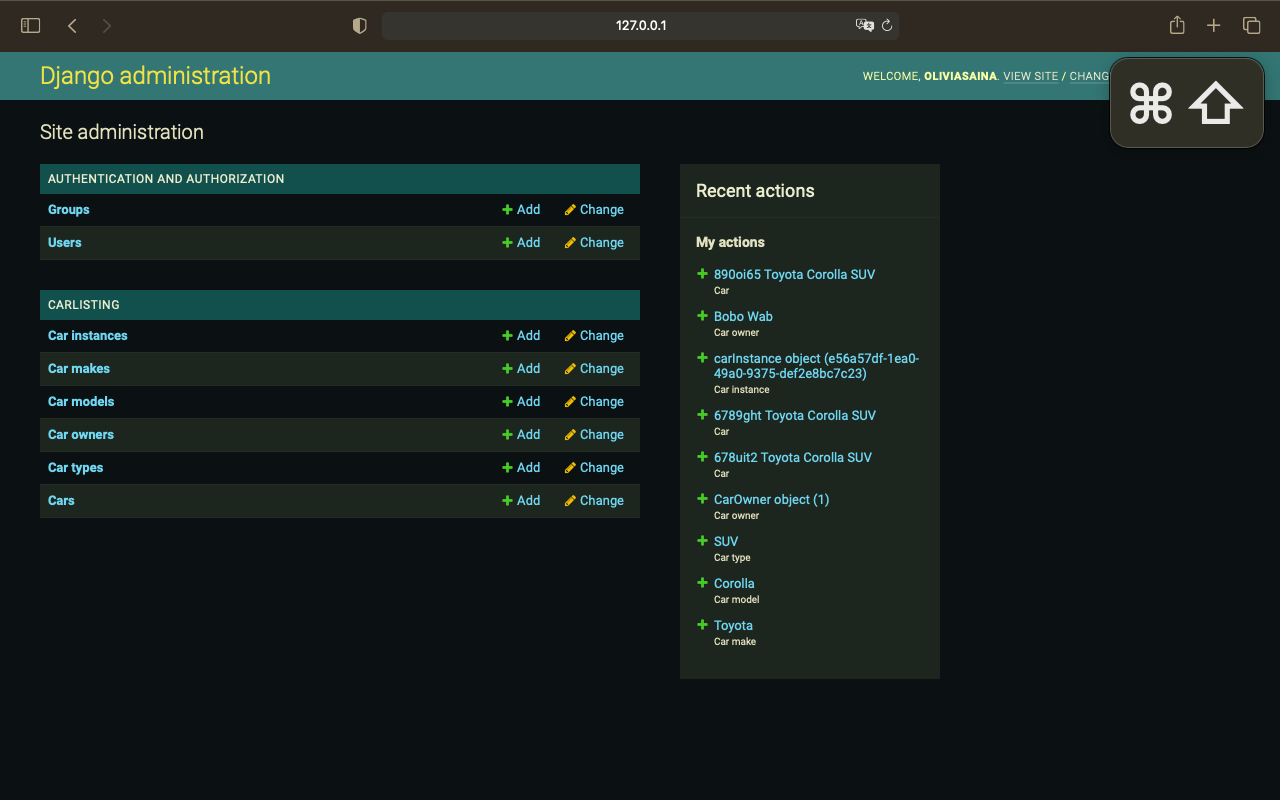 127.0.0.1
Django administration
WELCOME, OLIVIASAINA. VIEW SITE / CHANG
Site administration
AUTHENTICATION AND AUTHORIZATION
Groups Add Change
Users Add Change
CARLISTING
Car instances Add Change
Car makes Add Change
Car models Add Change
Car owners Add Change
Car types Add Change
Cars Add Change
Recent actions
My actions
890oi65 Toyota Corolla SUV
Car
Bobo Wab
Car owner
carInstance object (e56a57df-1ea0-
49a0-9375-def2e8bc7c23)
Car instance
6789ght Toyota Corolla SUV
Car
678uit2 Toyota Corolla SUV
Car
CarOwner object (1)
Car owner
SUV
Car type
Corolla
Car model
Toyota
Car make